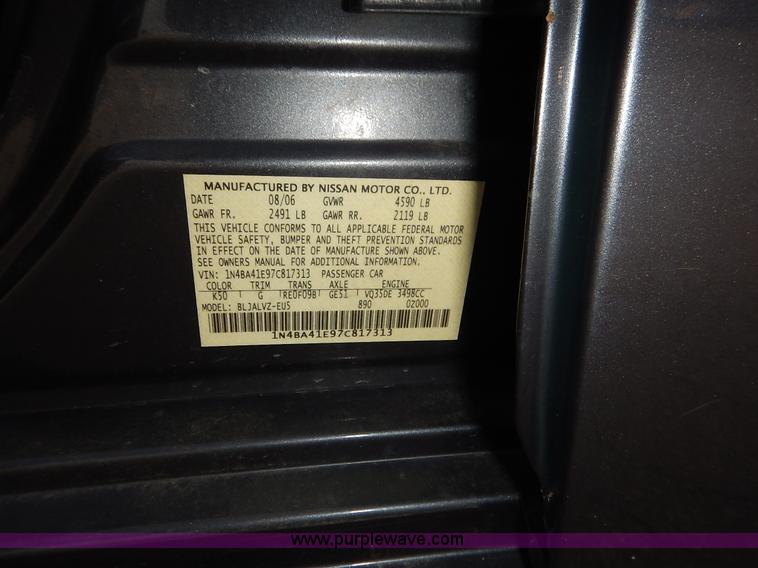 MANUFACTURED BY NISSAN MOTOR CO., LTD.
DATE 08/06 GVWR 4590 LB
GAWR FR. 2491 LB GAWR RR. 2119 LB
THIS VEHICLE CONFORMS TO ALL APPLICABLE FEDERAL MOTOR
VEHICLE SAFETY, BUMPER AND THEFT PREVENTION STANDARDS
IN EFFECT ON THE DATE OF MANUFACTURE SHOWN ABOVE.
SEE OWNERS MANUAL FOR ADDITIONAL INFORMATION.
VIN: 1N4BA41E97C817313 PASSENGER CAR
COLOR TRIM TRANS AXLE ENGINE
K50 G RE0F09B GE51 VQ35DE 3498CC
MODEL: BLJALVZ-EU5 890 02000
1N4BA41E97C817313
www.purplewave.com